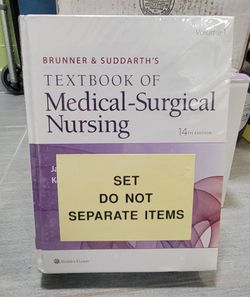 Volume 1
BRUNNER & SUDDARTH'S
TEXTBOOK OF
Medical-Surgical
Nursing
14TH EDITION
SET
DO NOT
SEPARATE ITEMS
Wolters Kluwer